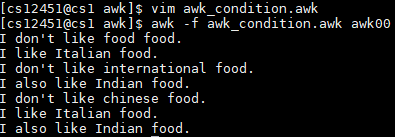 [cs12451@cs1 awk]$ vim awk_condition.awk
[cs12451@cs1 awk]$ awk -f awk_condition.awk awk00
I don't like food food.
I like Italian food.
I don't like international food.
I also like Indian food.
I don't like chinese food.
I like Italian food.
I also like Indian food.